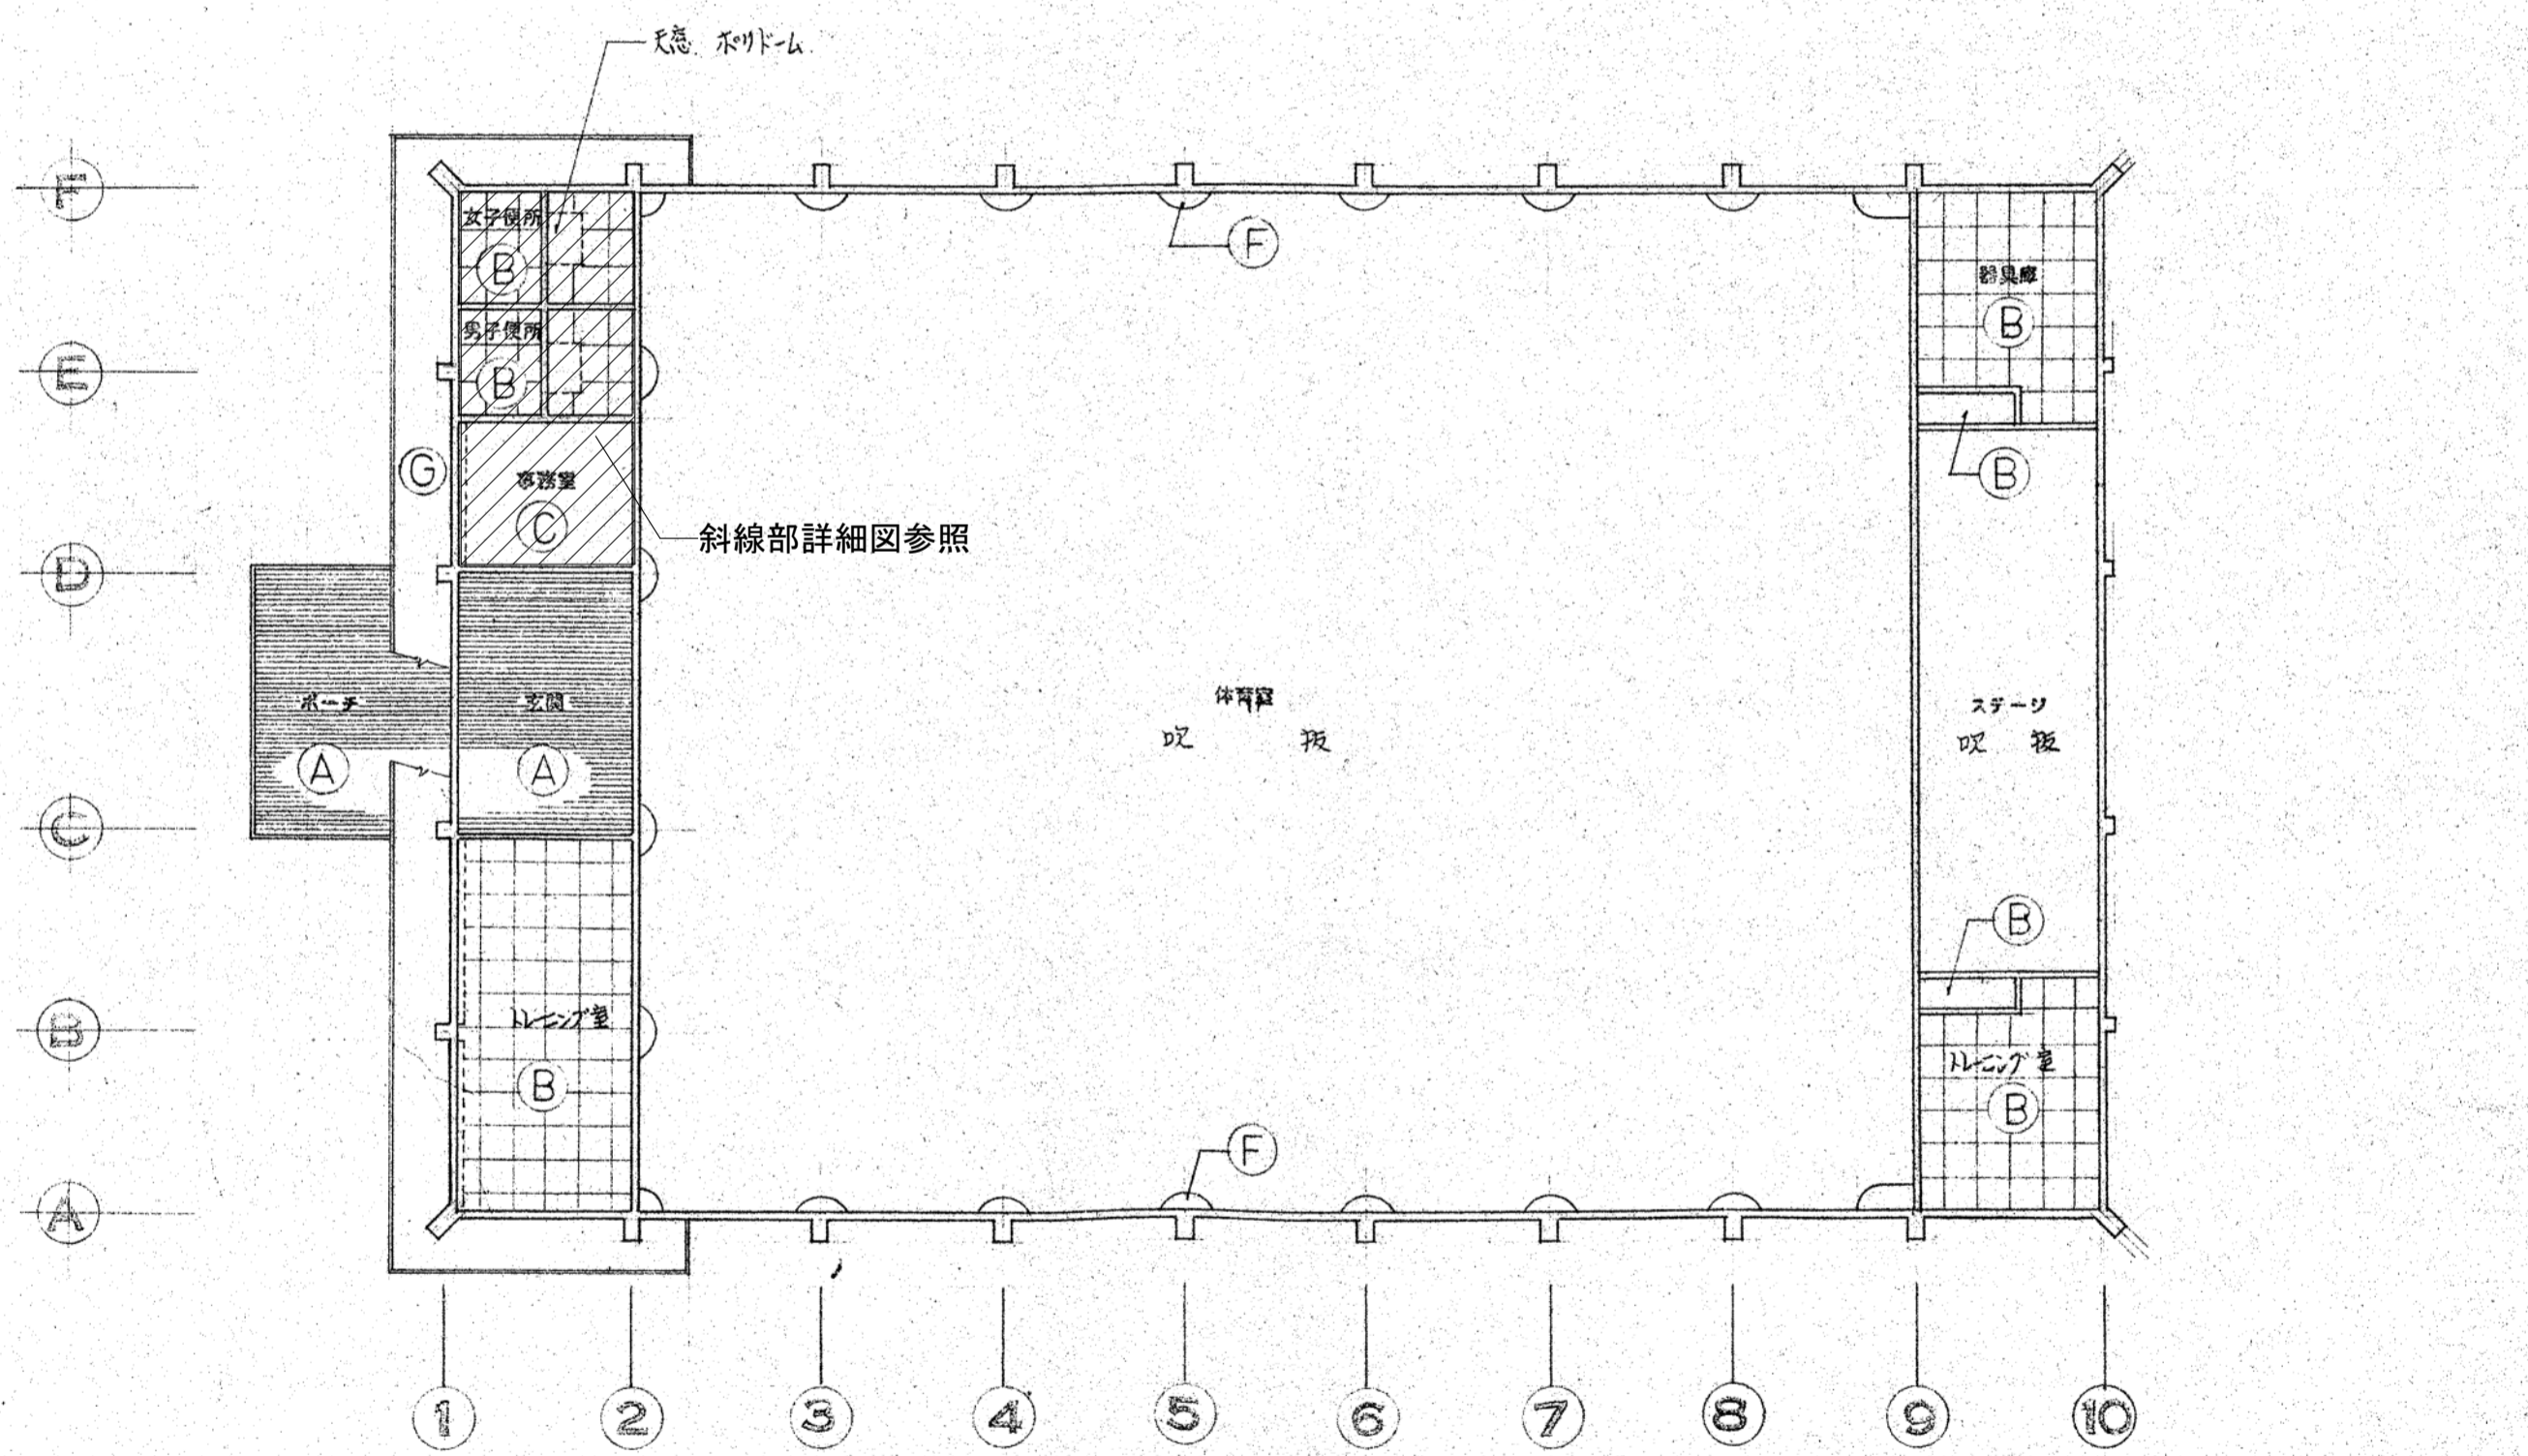 天窓 ポリドーム
F
女子便所
B
F
器具庫
B
男子便所
B
E
B
G
事務室
C
斜線部詳細図参照
D
ポーチ
A
玄関
A
体育室
吹 抜
ステージ
吹 抜
C
B
トレーニング室
B
トレーニング室
B
B
F
A
1 2 3 4 5 6 7 8 9 10